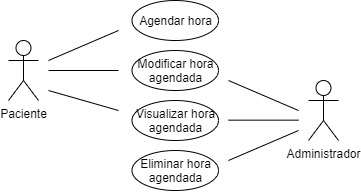 Agendar hora
Modificar hora
agendada
Paciente
Visualizar hora
agendada
Administrador
Eliminar hora
agendada